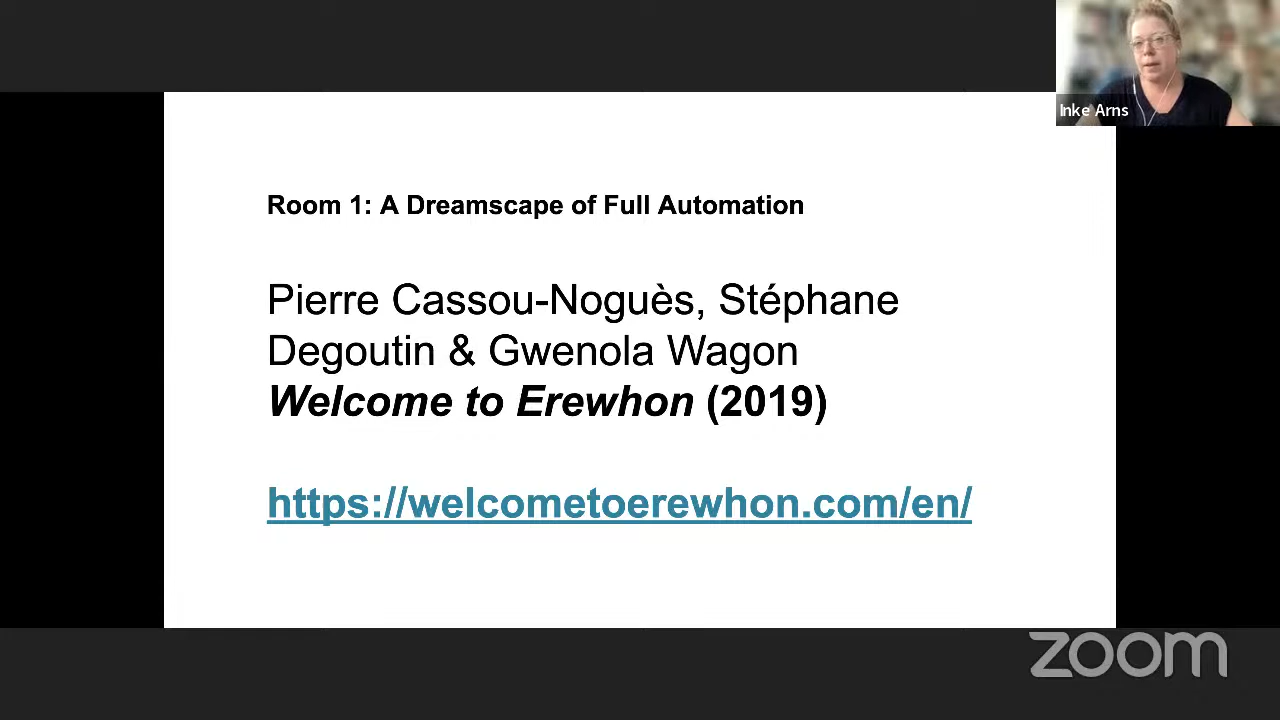 Inke Arns
Room 1: A Dreamscape of Full Automation
Pierre Cassou-Noguès, Stéphane
Degoutin & Gwenola Wagon
Welcome to Erewhon (2019)
https://welcometoerewhon.com/en/
zoom